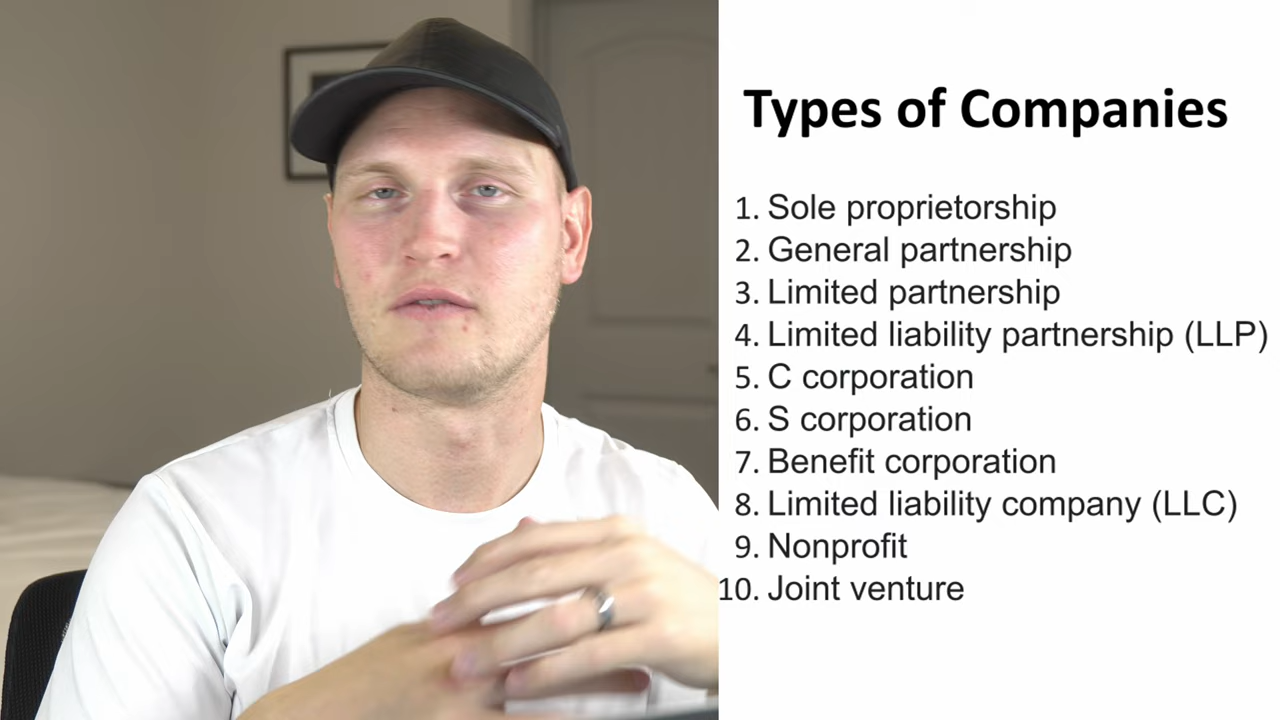 Types of Companies
1. Sole proprietorship
2. General partnership
3. Limited partnership
4. Limited liability partnership (LLP)
5. C corporation
6. S corporation
7. Benefit corporation
8. Limited liability company (LLC)
9. Nonprofit
10. Joint venture